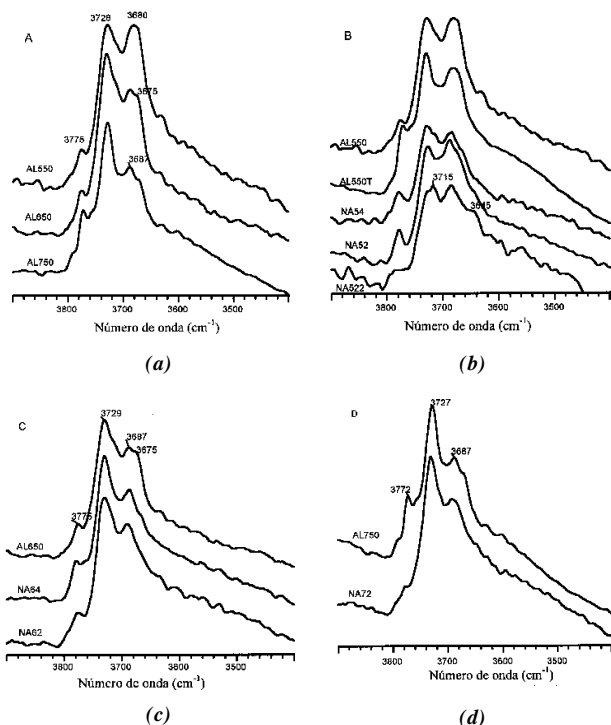 A
3728
3680
3675
3775
3687
AL550
AL650
AL750
3800
3700
3600
3500
Número de onda (cm-1)
(a)
B
AL550
AL550T
NA54
3715
3645
NA52
NA522
3800
3700
3600
3500
Número de onda (cm-1)
(b)
C
3729
3687
3675
3775
AL650
NA64
NA62
3800
3700
3600
3500
Número de onda (cm-1)
(c)
D
3727
3687
3772
AL750
NA72
3800
3700
3600
3500
Número de onda (cm-1)
(d)